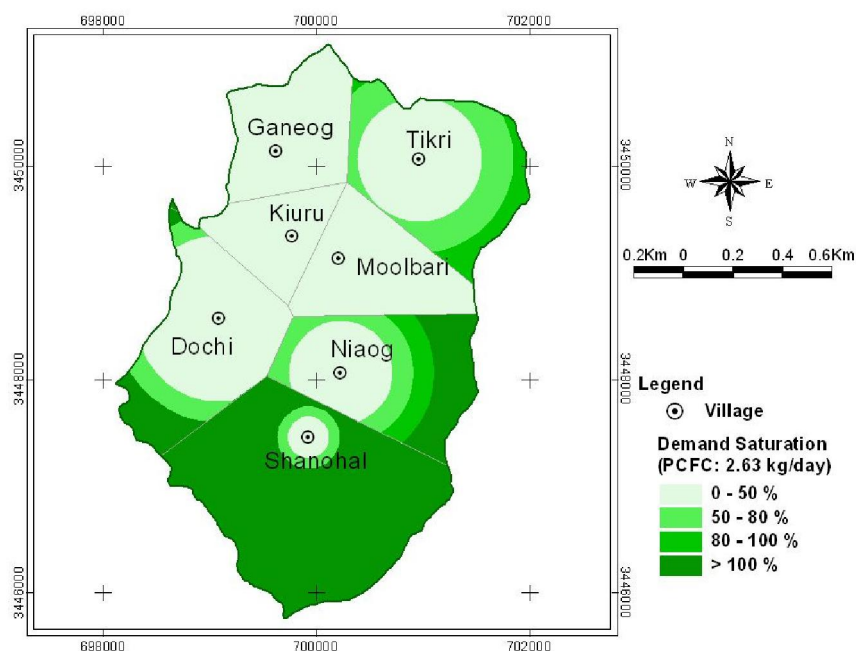 698000 700000 702000
N
W E
S
3450000 3450000
3448000 3448000
3446000 3446000
Ganeog
Tikri
Kiuru
Moolbari
Dochi
Niaog
Shanohal
0.2Km 0 0.2 0.4 0.6Km
Legend
Village
Demand Saturation
(PCFC: 2.63 kg/day)
0 - 50 %
50 - 80 %
80 - 100 %
> 100 %
698000 700000 702000